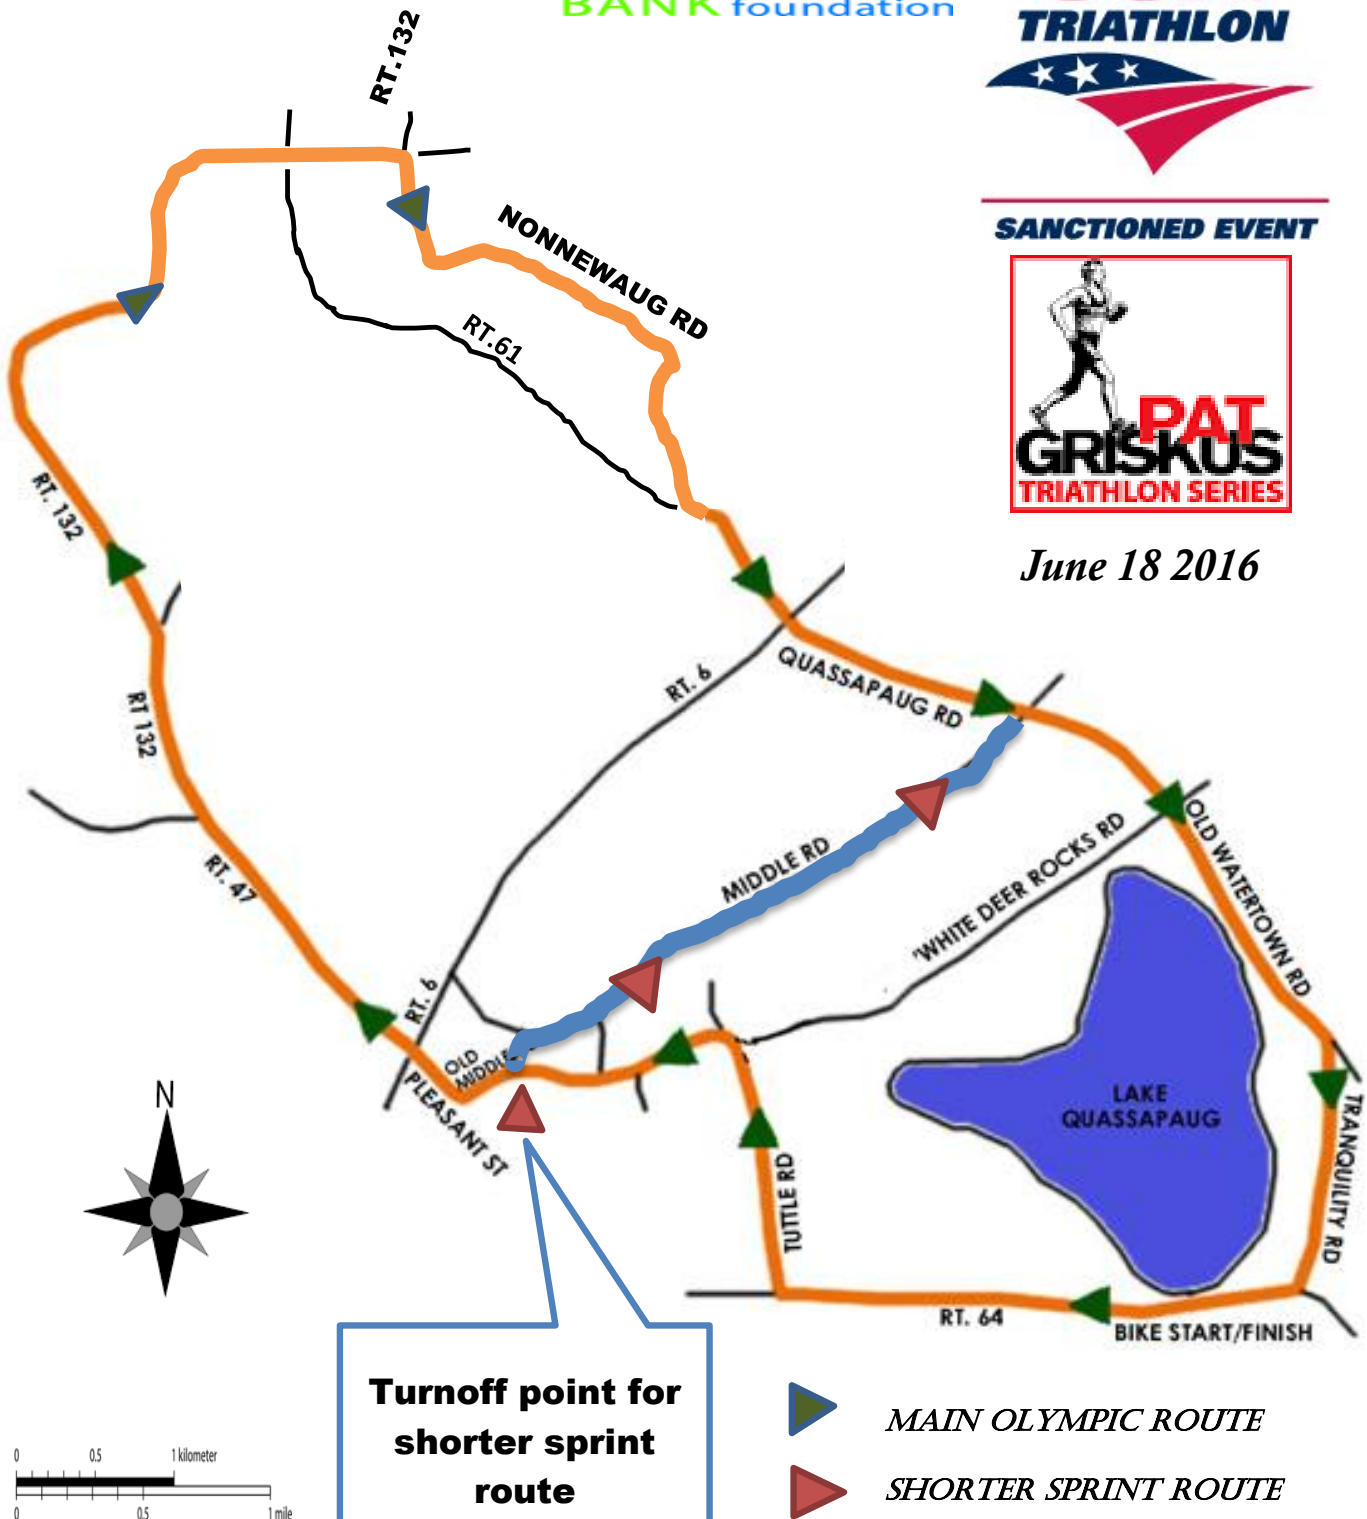 BANK foundation
TRIATHLON
SANCTIONED EVENT
PAT
GRISKUS
TRIATHLON SERIES
June 18 2016
RT.132
NONNEWAUG RD
RT.61
RT. 132
RT 132
RT. 47
RT. 6
QUASSAPAUG RD
MIDDLE RD
'WHITE DEER ROCKS RD
OLD WATERTOWN RD
RT. 6
OLD
MIDDLE
PLEASANT ST
LAKE
QUASSAPAUG
TRANQUILITY RD
TUTTLE RD
N
RT. 64
BIKE START/FINISH
Turnoff point for
shorter sprint
route
MAIN OLYMPIC ROUTE
SHORTER SPRINT ROUTE
0 0.5 1 kilometer
0 0.5 1 mile